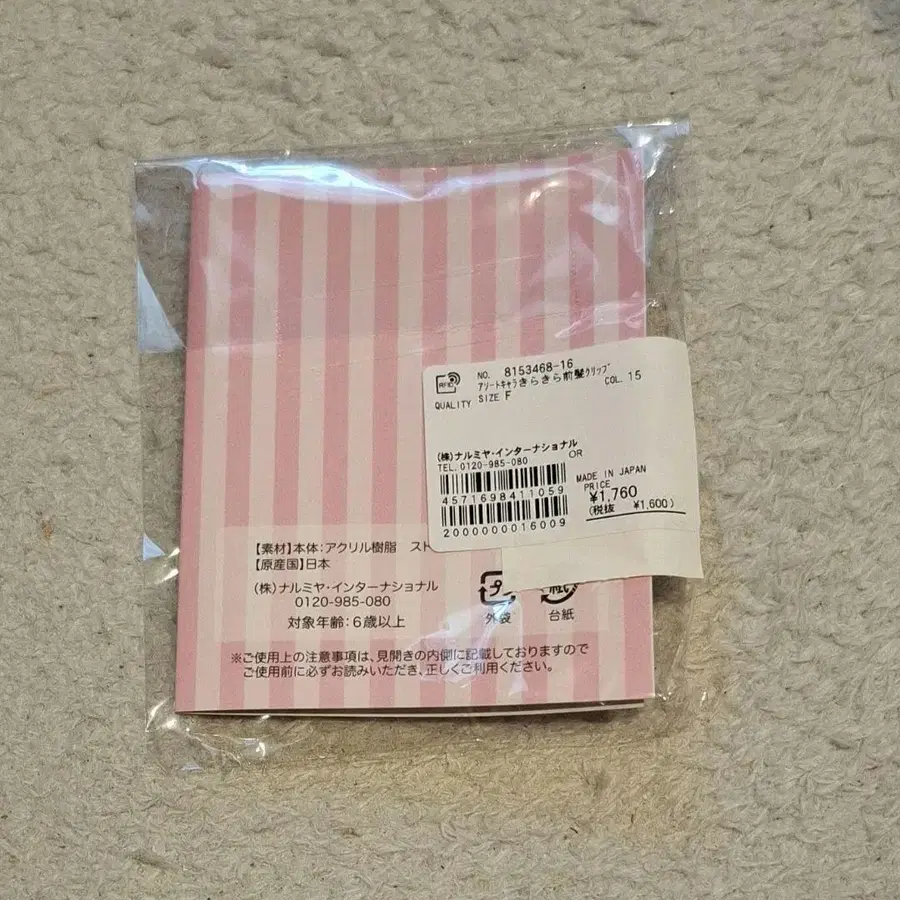 RFID
NO. 8153468-16
アソートキャラきらきら前髪クリップ
COL. 15
QUALITY SIZE F
(株)ナルミヤ・インターナショナル
TEL.0120-985-080
OR
MADE IN JAPAN
PRICE
¥1,760
(税抜 ¥1,600)
4571698411059
2000000016009
【素材】本体:アクリル樹脂
【原産国】日本
(株)ナルミヤ・インターナショナル
0120-985-080
対象年齢:6歳以上
プラ
外袋
台紙
※ご使用上の注意事項は、見開きの内側に記載しておりますので
ご使用前に必ずお読みいただき、正しくご利用ください。